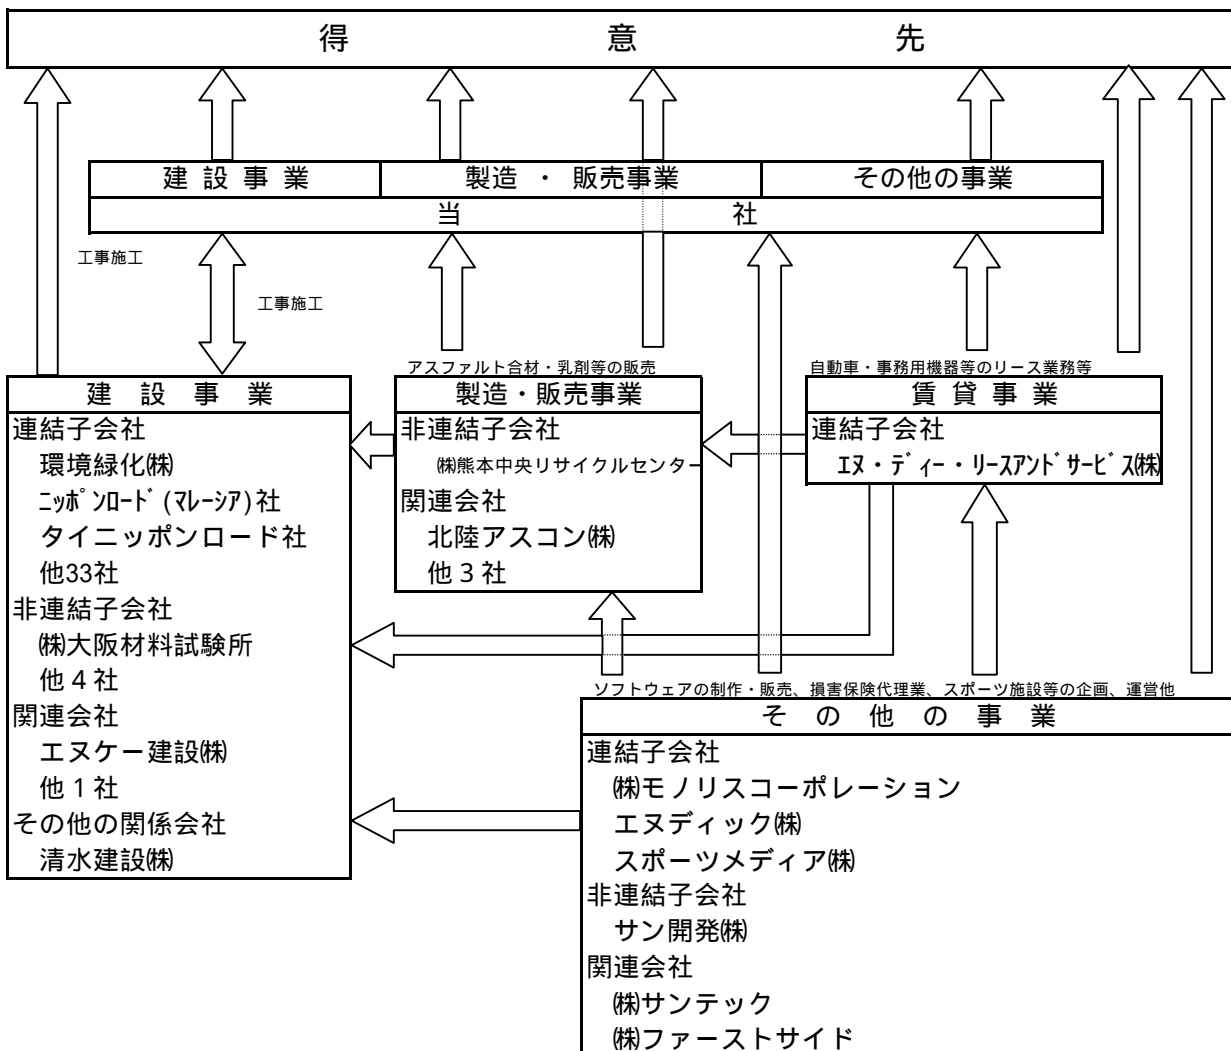 得意先
建設事業
製造・販売事業
その他の事業
当社
工事施工
工事施工
アスファルト合材・乳剤等の販売
自動車・事務用機器等のリース業務等
建設事業
連結子会社
環境緑化㈱
ﾆｯﾎﾟﾝﾛｰﾄﾞ(ﾏﾚｰｼｱ)社
タイニッポンロード社
他33社
非連結子会社
㈱大阪材料試験所
他４社
関連会社
エヌケー建設㈱
他１社
その他の関係会社
清水建設㈱
製造・販売事業
非連結子会社
㈱熊本中央リサイクルセンター
関連会社
北陸アスコン㈱
他３社
賃貸事業
連結子会社
ｴﾇ・ﾃﾞィー・ﾘｰｽｱﾝﾄﾞｻｰﾋﾞｽ㈱
ソフトウェアの制作・販売、損害保険代理業、スポーツ施設等の企画、運営他
その他の事業
連結子会社
㈱モノリスコーポレーション
エヌディック㈱
スポーツメディア㈱
非連結子会社
サン開発㈱
関連会社
㈱サンテック
㈱ファーストサイド